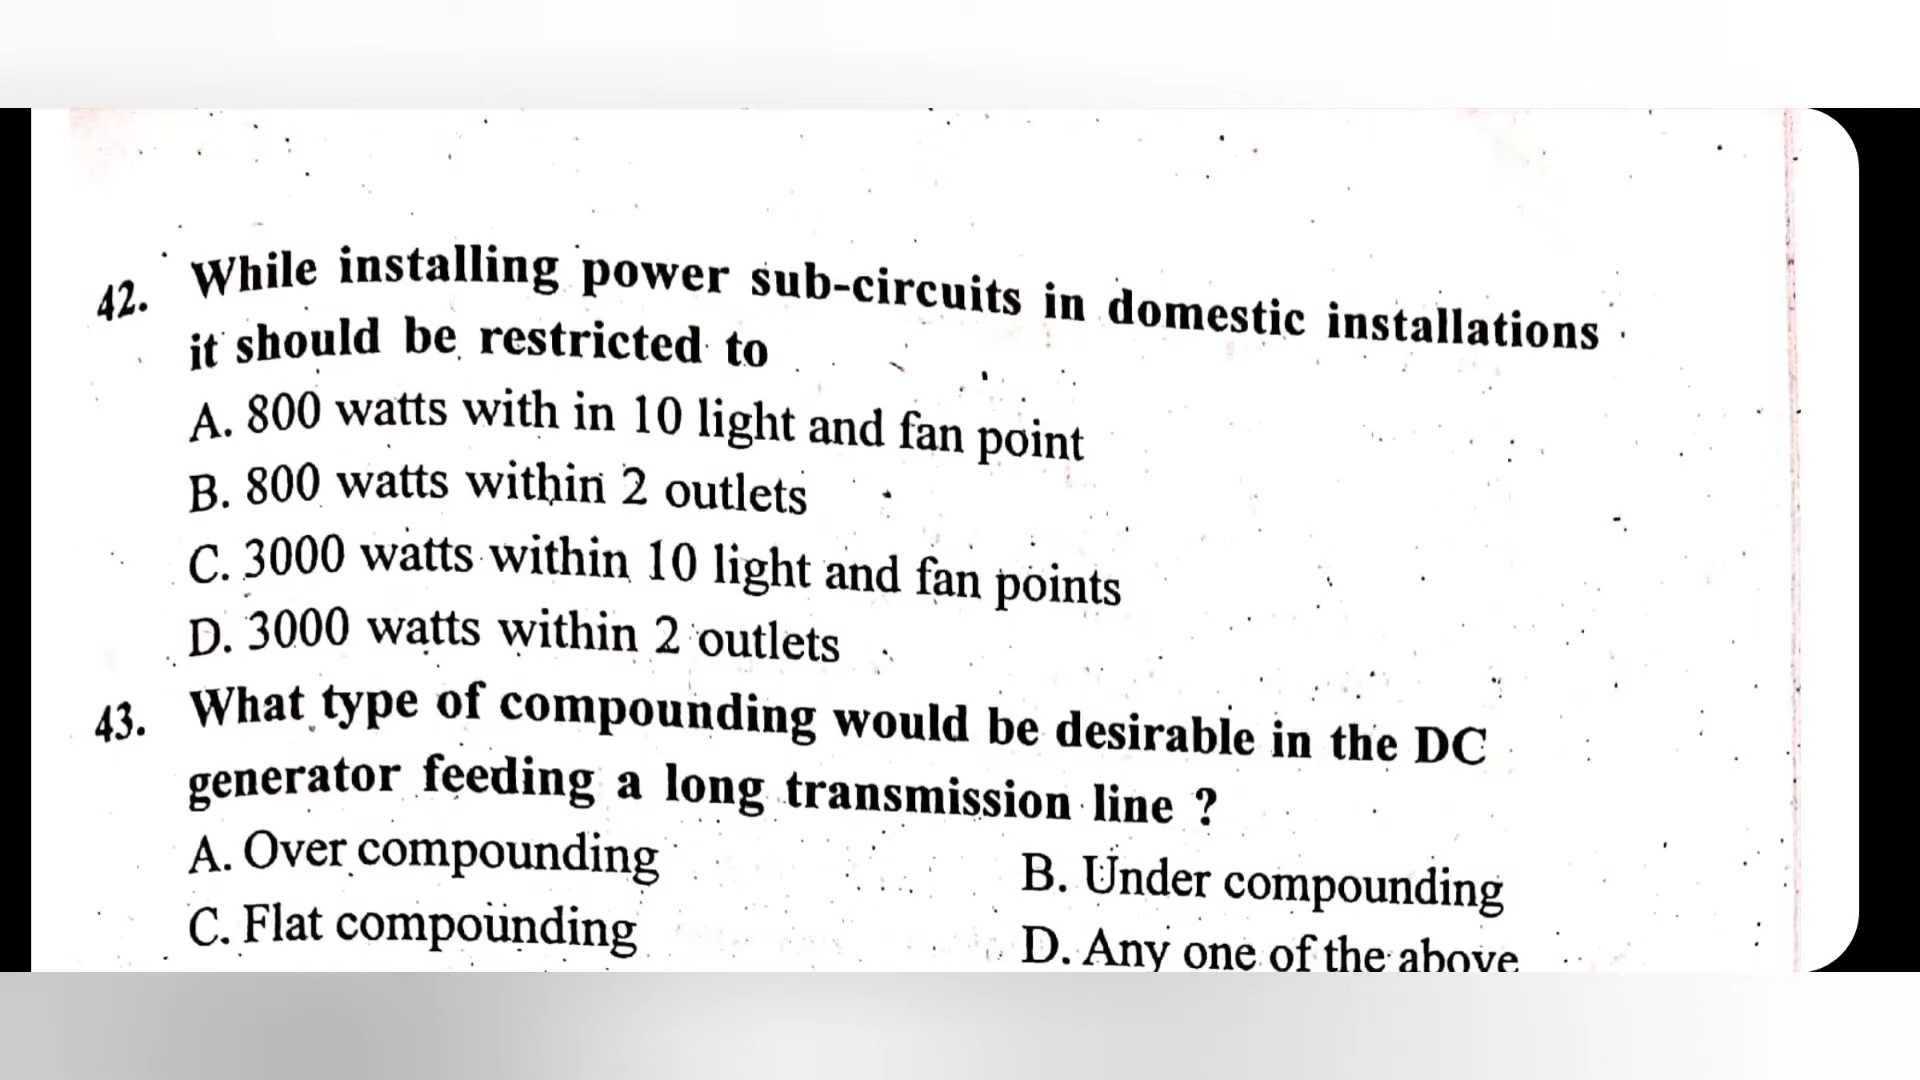 42. While installing power sub-circuits in domestic installations
it should be restricted to
A. 800 watts with in 10 light and fan point
B. 800 watts within 2 outlets
C. 3000 watts within 10 light and fan points
D. 3000 watts within 2 outlets
43. What type of compounding would be desirable in the DC
generator feeding a long transmission line ?
A. Over compounding B. Under compounding
C. Flat compounding D. Any one of the above